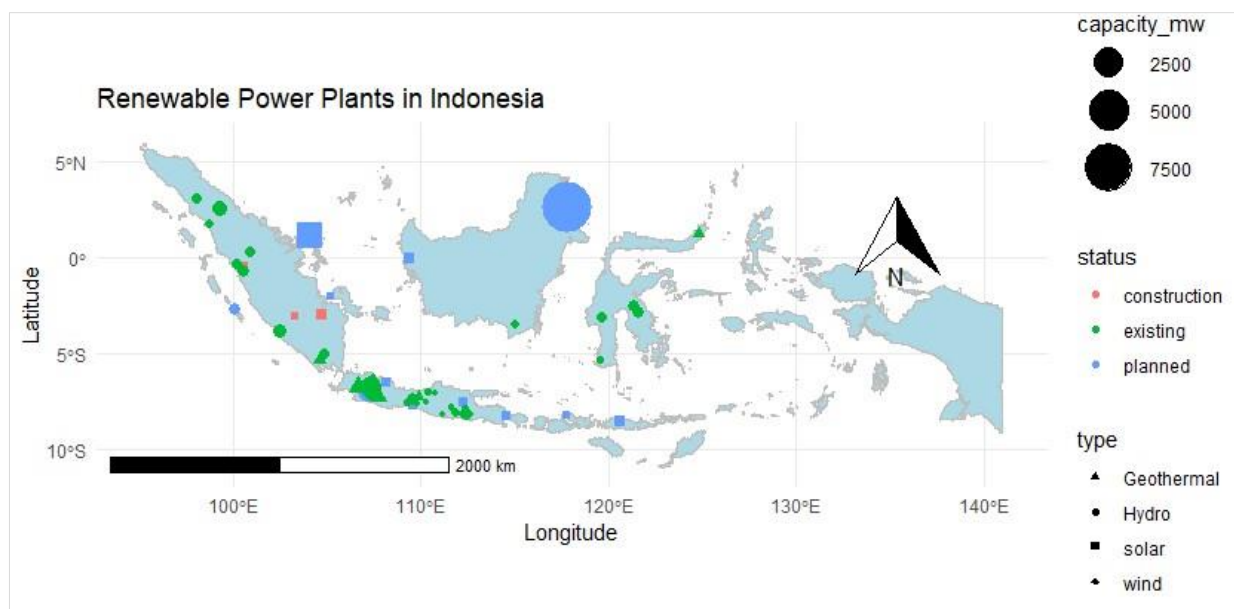 Renewable Power Plants in Indonesia
Latitude
5°N
0°
5°S
10°S
N
2000 km
100°E
110°E
120°E
130°E
140°E
Longitude
capacity_mw
2500
5000
7500
status
construction
existing
planned
type
Geothermal
Hydro
solar
wind